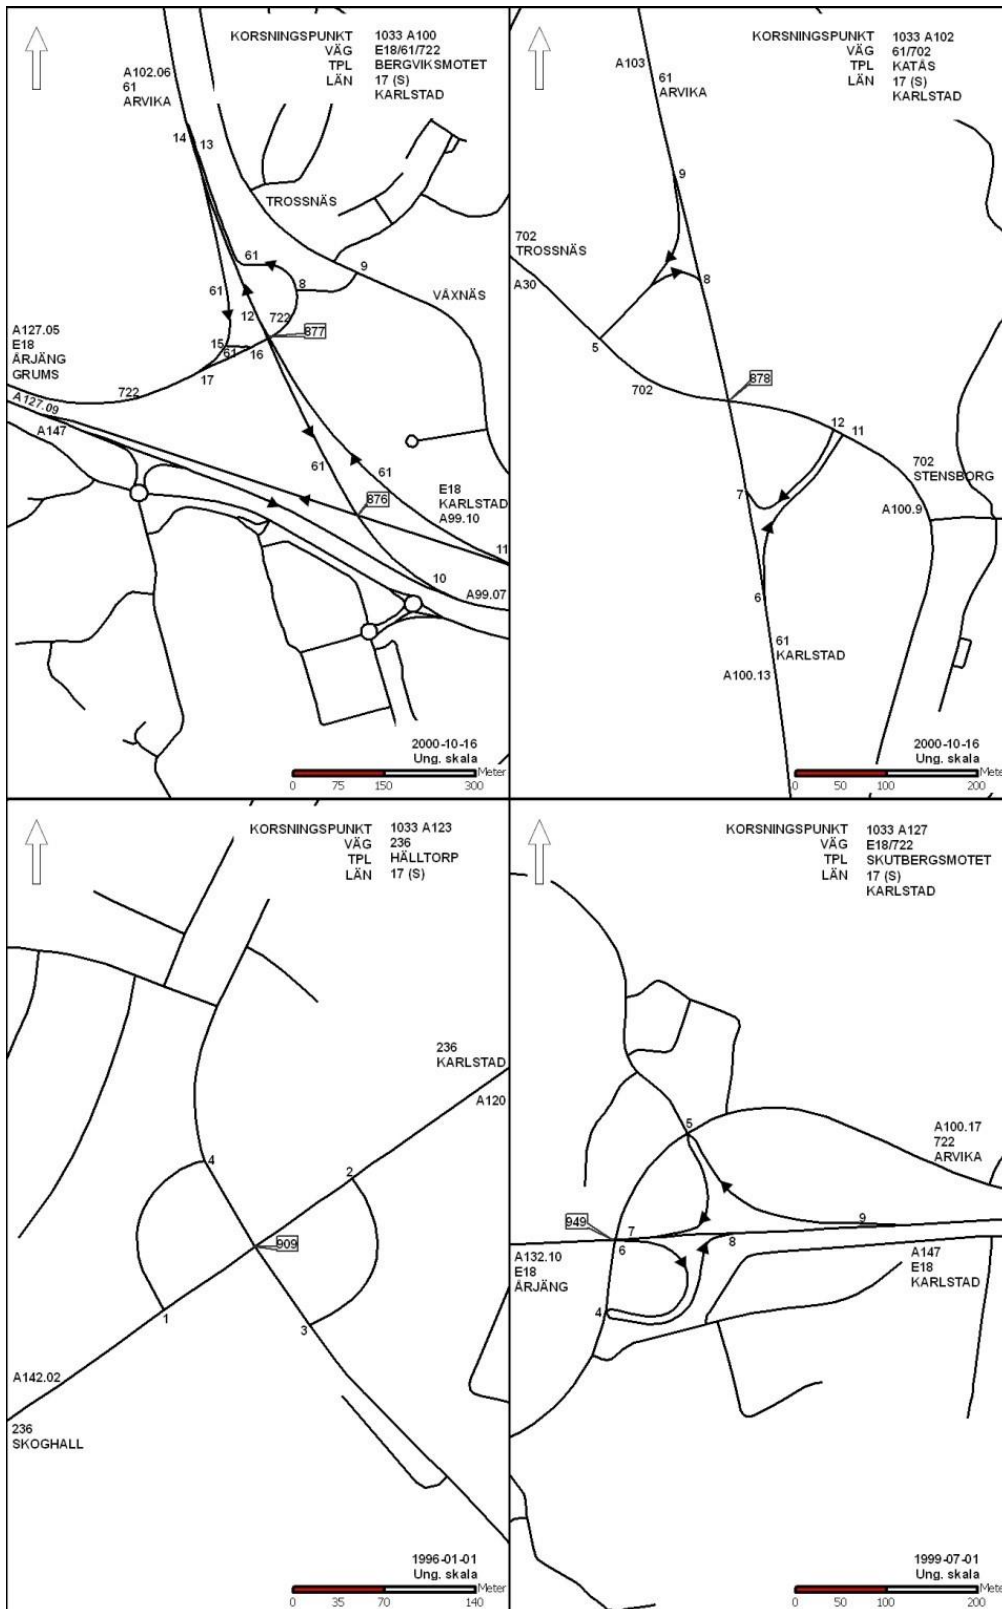 KORSNINGSPUNKT 1033 A100
VÄG E18/61/722
TPL BERGVIKSMOTET
LÄN 17 (S)
KARLSTAD
A102.06
61
ARVIKA
14
13
TROSSNÄS
61
9
8
61
VÄXNÄS
12
722
877
A127.05
E18
ÅRJÄNG
GRUMS
15
61
16
17
722
A127.09
A147
61
61
876
E18
KARLSTAD
A99.10
11
10
A99.07
2000-10-16
Ung. skala
Meter
0 75 150 300
KORSNINGSPUNKT 1033 A102
VÄG 61/702
TPL KATÅS
LÄN 17 (S)
KARLSTAD
A103
61
ARVIKA
9
702
TROSSNÄS
A30
8
5
702
878
12
11
702
STENSBORG
7
A100.9
6
61
KARLSTAD
A100.13
2000-10-16
Ung. skala
Meter
0 50 100 200
KORSNINGSPUNKT 1033 A123
VÄG 236
TPL HÄLLTORP
LÄN 17 (S)
236
KARLSTAD
A120
4
2
909
1
3
A142.02
236
SKOGHALL
1996-01-01
Ung. skala
Meter
0 35 70 140
KORSNINGSPUNKT 1033 A127
VÄG E18/722
TPL SKUTBERGSMOTET
LÄN 17 (S)
KARLSTAD
5
A100.17
722
ARVIKA
949
7
9
6
8
A132.10
E18
ÅRJÄNG
A147
E18
KARLSTAD
4
1999-07-01
Ung. skala
Meter
0 50 100 200